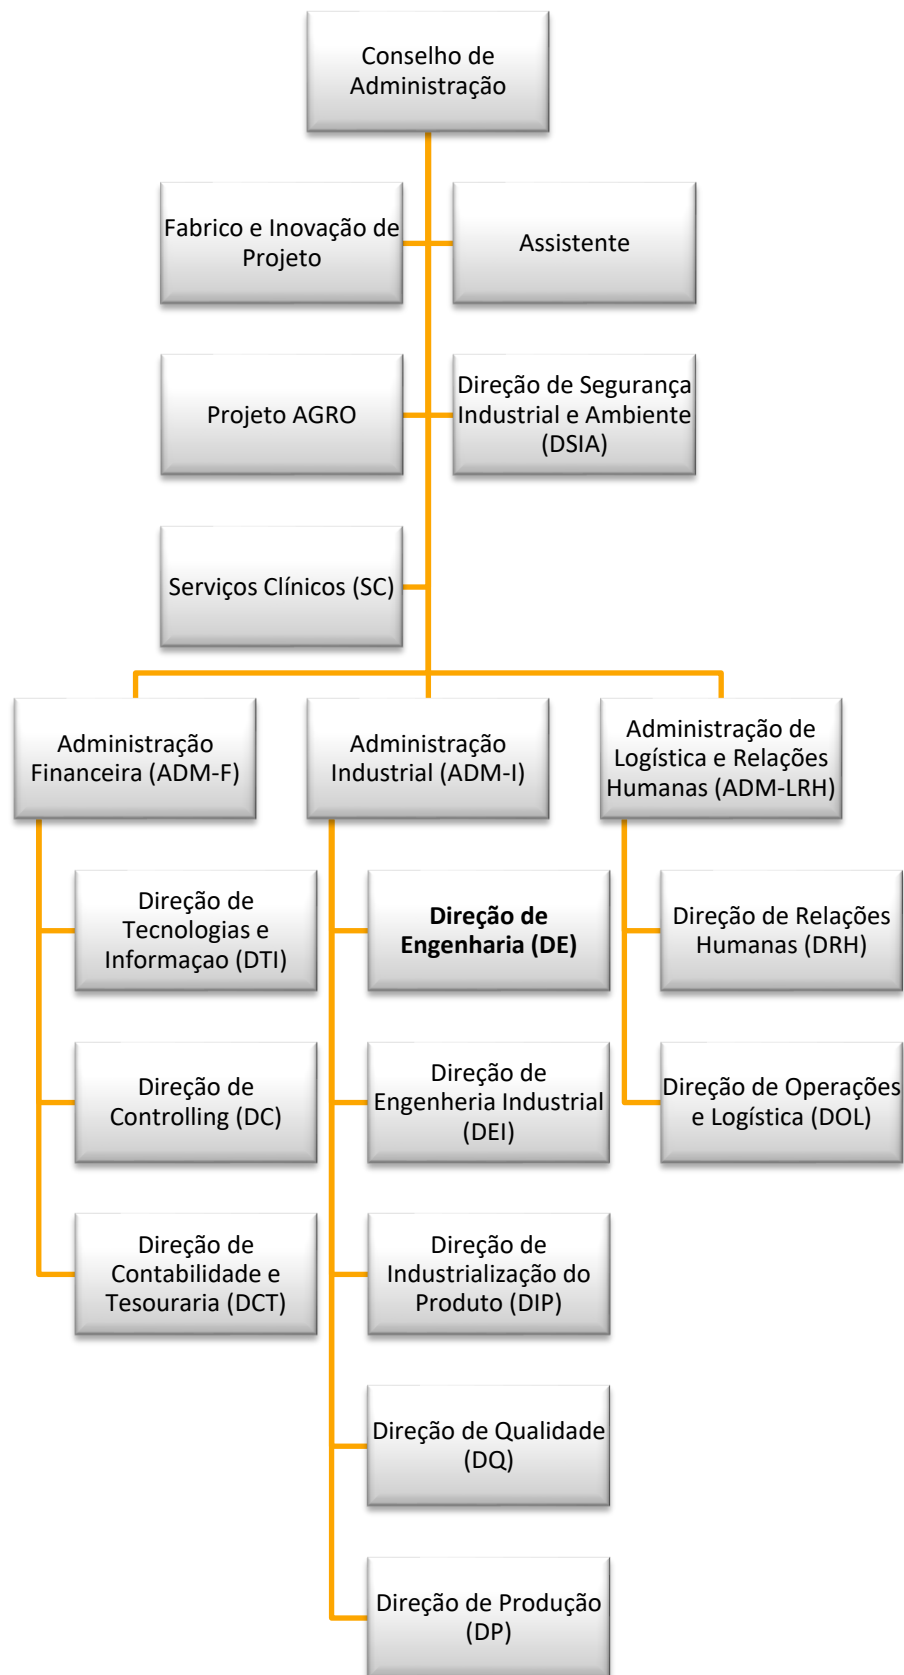 Conselho de
Administração
Fabrico e Inovação de
Projeto
Assistente
Projeto AGRO
Direção de Segurança
Industrial e Ambiente
(DSIA)
Serviços Clínicos (SC)
Administração
Financeira (ADM-F)
Administração
Industrial (ADM-I)
Administração de
Logística e Relações
Humanas (ADM-LRH)
Direção de
Tecnologias e
Informaçao (DTI)
Direção de
Engenharia (DE)
Direção de Relações
Humanas (DRH)
Direção de
Controlling (DC)
Direção de
Engenheria Industrial
(DEI)
Direção de Operações
e Logística (DOL)
Direção de
Contabilidade e
Tesouraria (DCT)
Direção de
Industrialização do
Produto (DIP)
Direção de Qualidade
(DQ)
Direção de Produção
(DP)